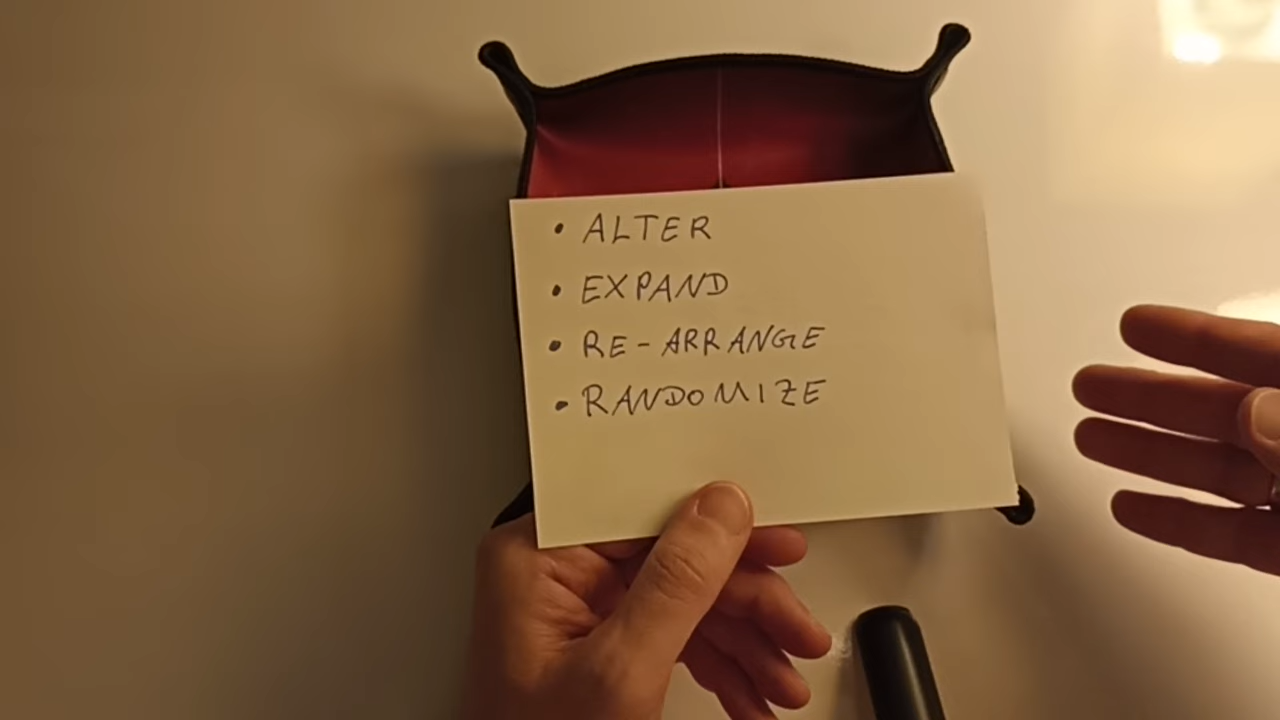 • ALTER
• EXPAND
• RE-ARRANGE
• RANDOMIZE